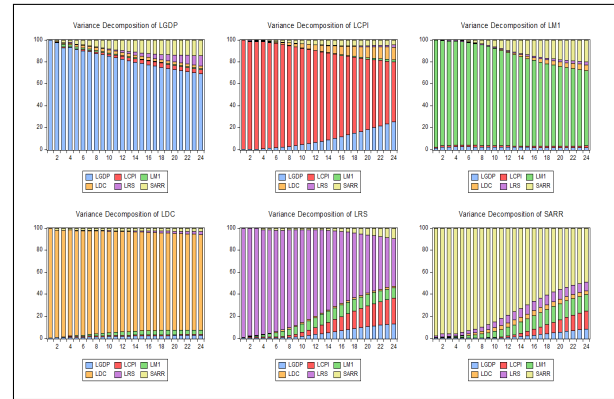 Variance Decomposition of LGDP
100
80
60
40
20
0
2 4 6 8 10 12 14 16 18 20 22 24
LGDP LCPI LM1
LDC LRS SARR
Variance Decomposition of LCPI
100
80
60
40
20
0
2 4 6 8 10 12 14 16 18 20 22 24
LGDP LCPI LM1
LDC LRS SARR
Variance Decomposition of LM1
100
80
60
40
20
0
2 4 6 8 10 12 14 16 18 20 22 24
LGDP LCPI LM1
LDC LRS SARR
Variance Decomposition of LDC
100
80
60
40
20
0
2 4 6 8 10 12 14 16 18 20 22 24
LGDP LCPI LM1
LDC LRS SARR
Variance Decomposition of LRS
100
80
60
40
20
0
2 4 6 8 10 12 14 16 18 20 22 24
LGDP LCPI LM1
LDC LRS SARR
Variance Decomposition of SARR
100
80
60
40
20
0
2 4 6 8 10 12 14 16 18 20 22 24
LGDP LCPI LM1
LDC LRS SARR